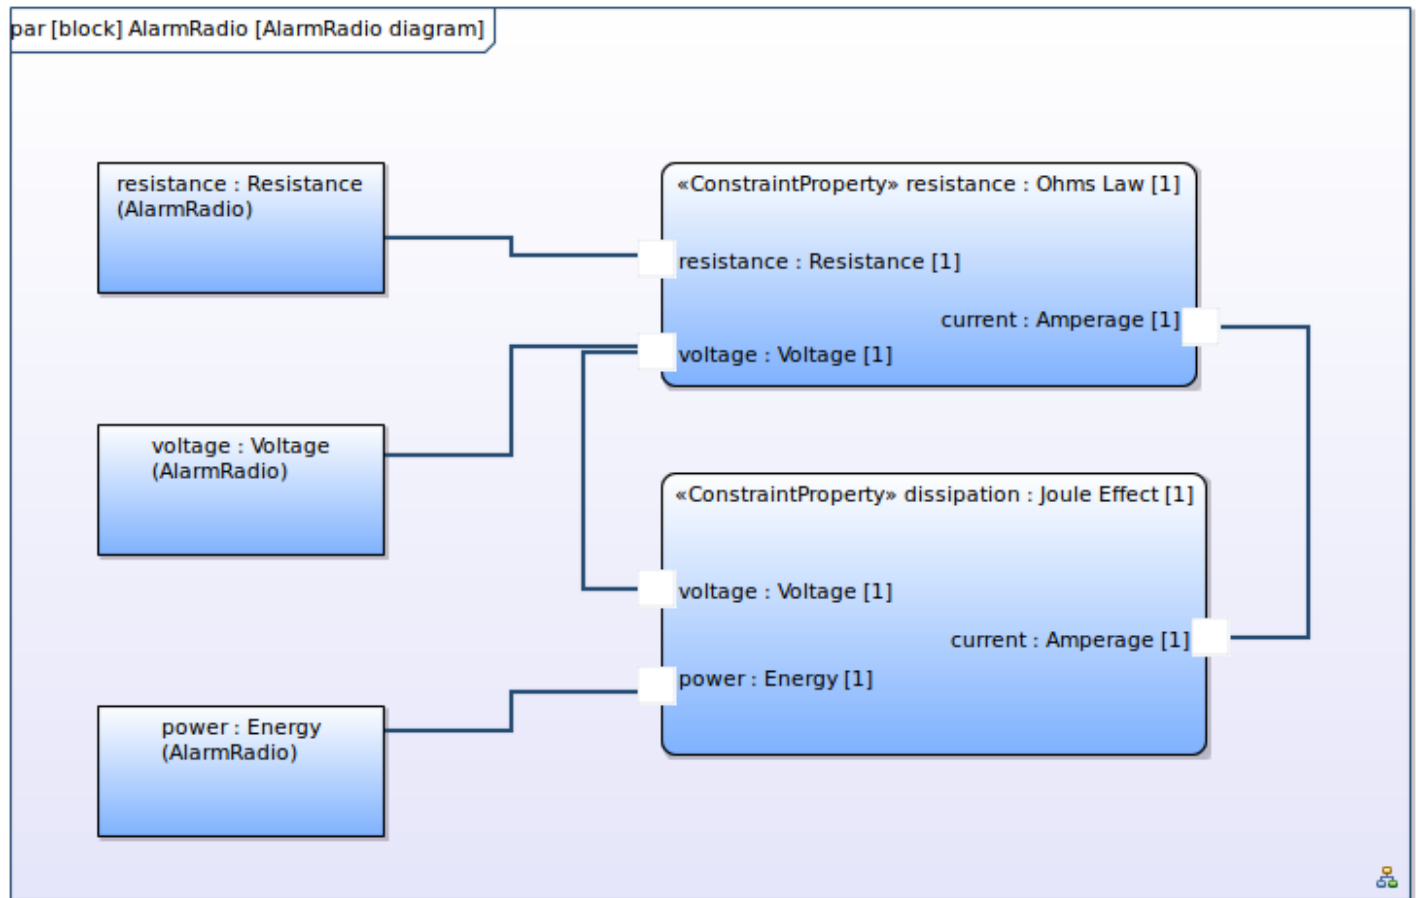 par [block] AlarmRadio [AlarmRadio diagram]
resistance : Resistance
(AlarmRadio)
«ConstraintProperty» resistance : Ohms Law [1]
resistance : Resistance [1]
current : Amperage [1]
voltage : Voltage [1]
voltage : Voltage
(AlarmRadio)
«ConstraintProperty» dissipation : Joule Effect [1]
voltage : Voltage [1]
current : Amperage [1]
power : Energy [1]
power : Energy
(AlarmRadio)